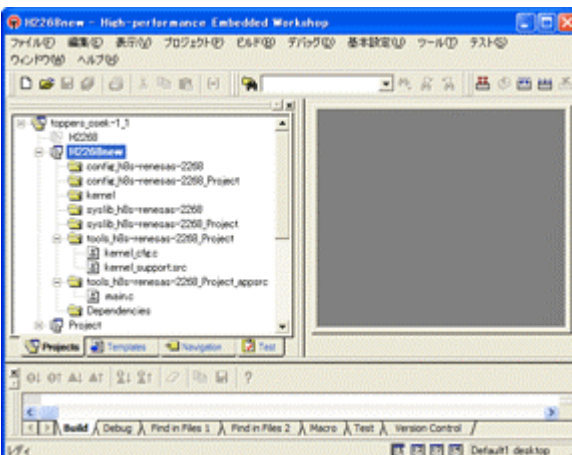 H2268new - High-performance Embedded Workshop
ファイル(F) 編集(E) 表示(V) プロジェクト(P) ビルド(B) デバッグ(D) 基本設定(U) ツール(T) テスト(S)
ウィンドウ(W) ヘルプ(H)
toppers_osek-1_1
H2268
H2268new
config_h8s-renesas-2268
config_h8s-renesas-2268_Project
kernel
syslib_h8s-renesas-2268
syslib_h8s-renesas-2268_Project
tools_h8s-renesas-2268_Project
kernel_cfg.c
kernel_support.src
tools_h8s-renesas-2268_Project_appsrc
main.c
Dependencies
Project
Projects Templates Navigation Test
Build Debug Find in Files 1 Find in Files 2 Macro Test Version Control
レディ Default1 desktop